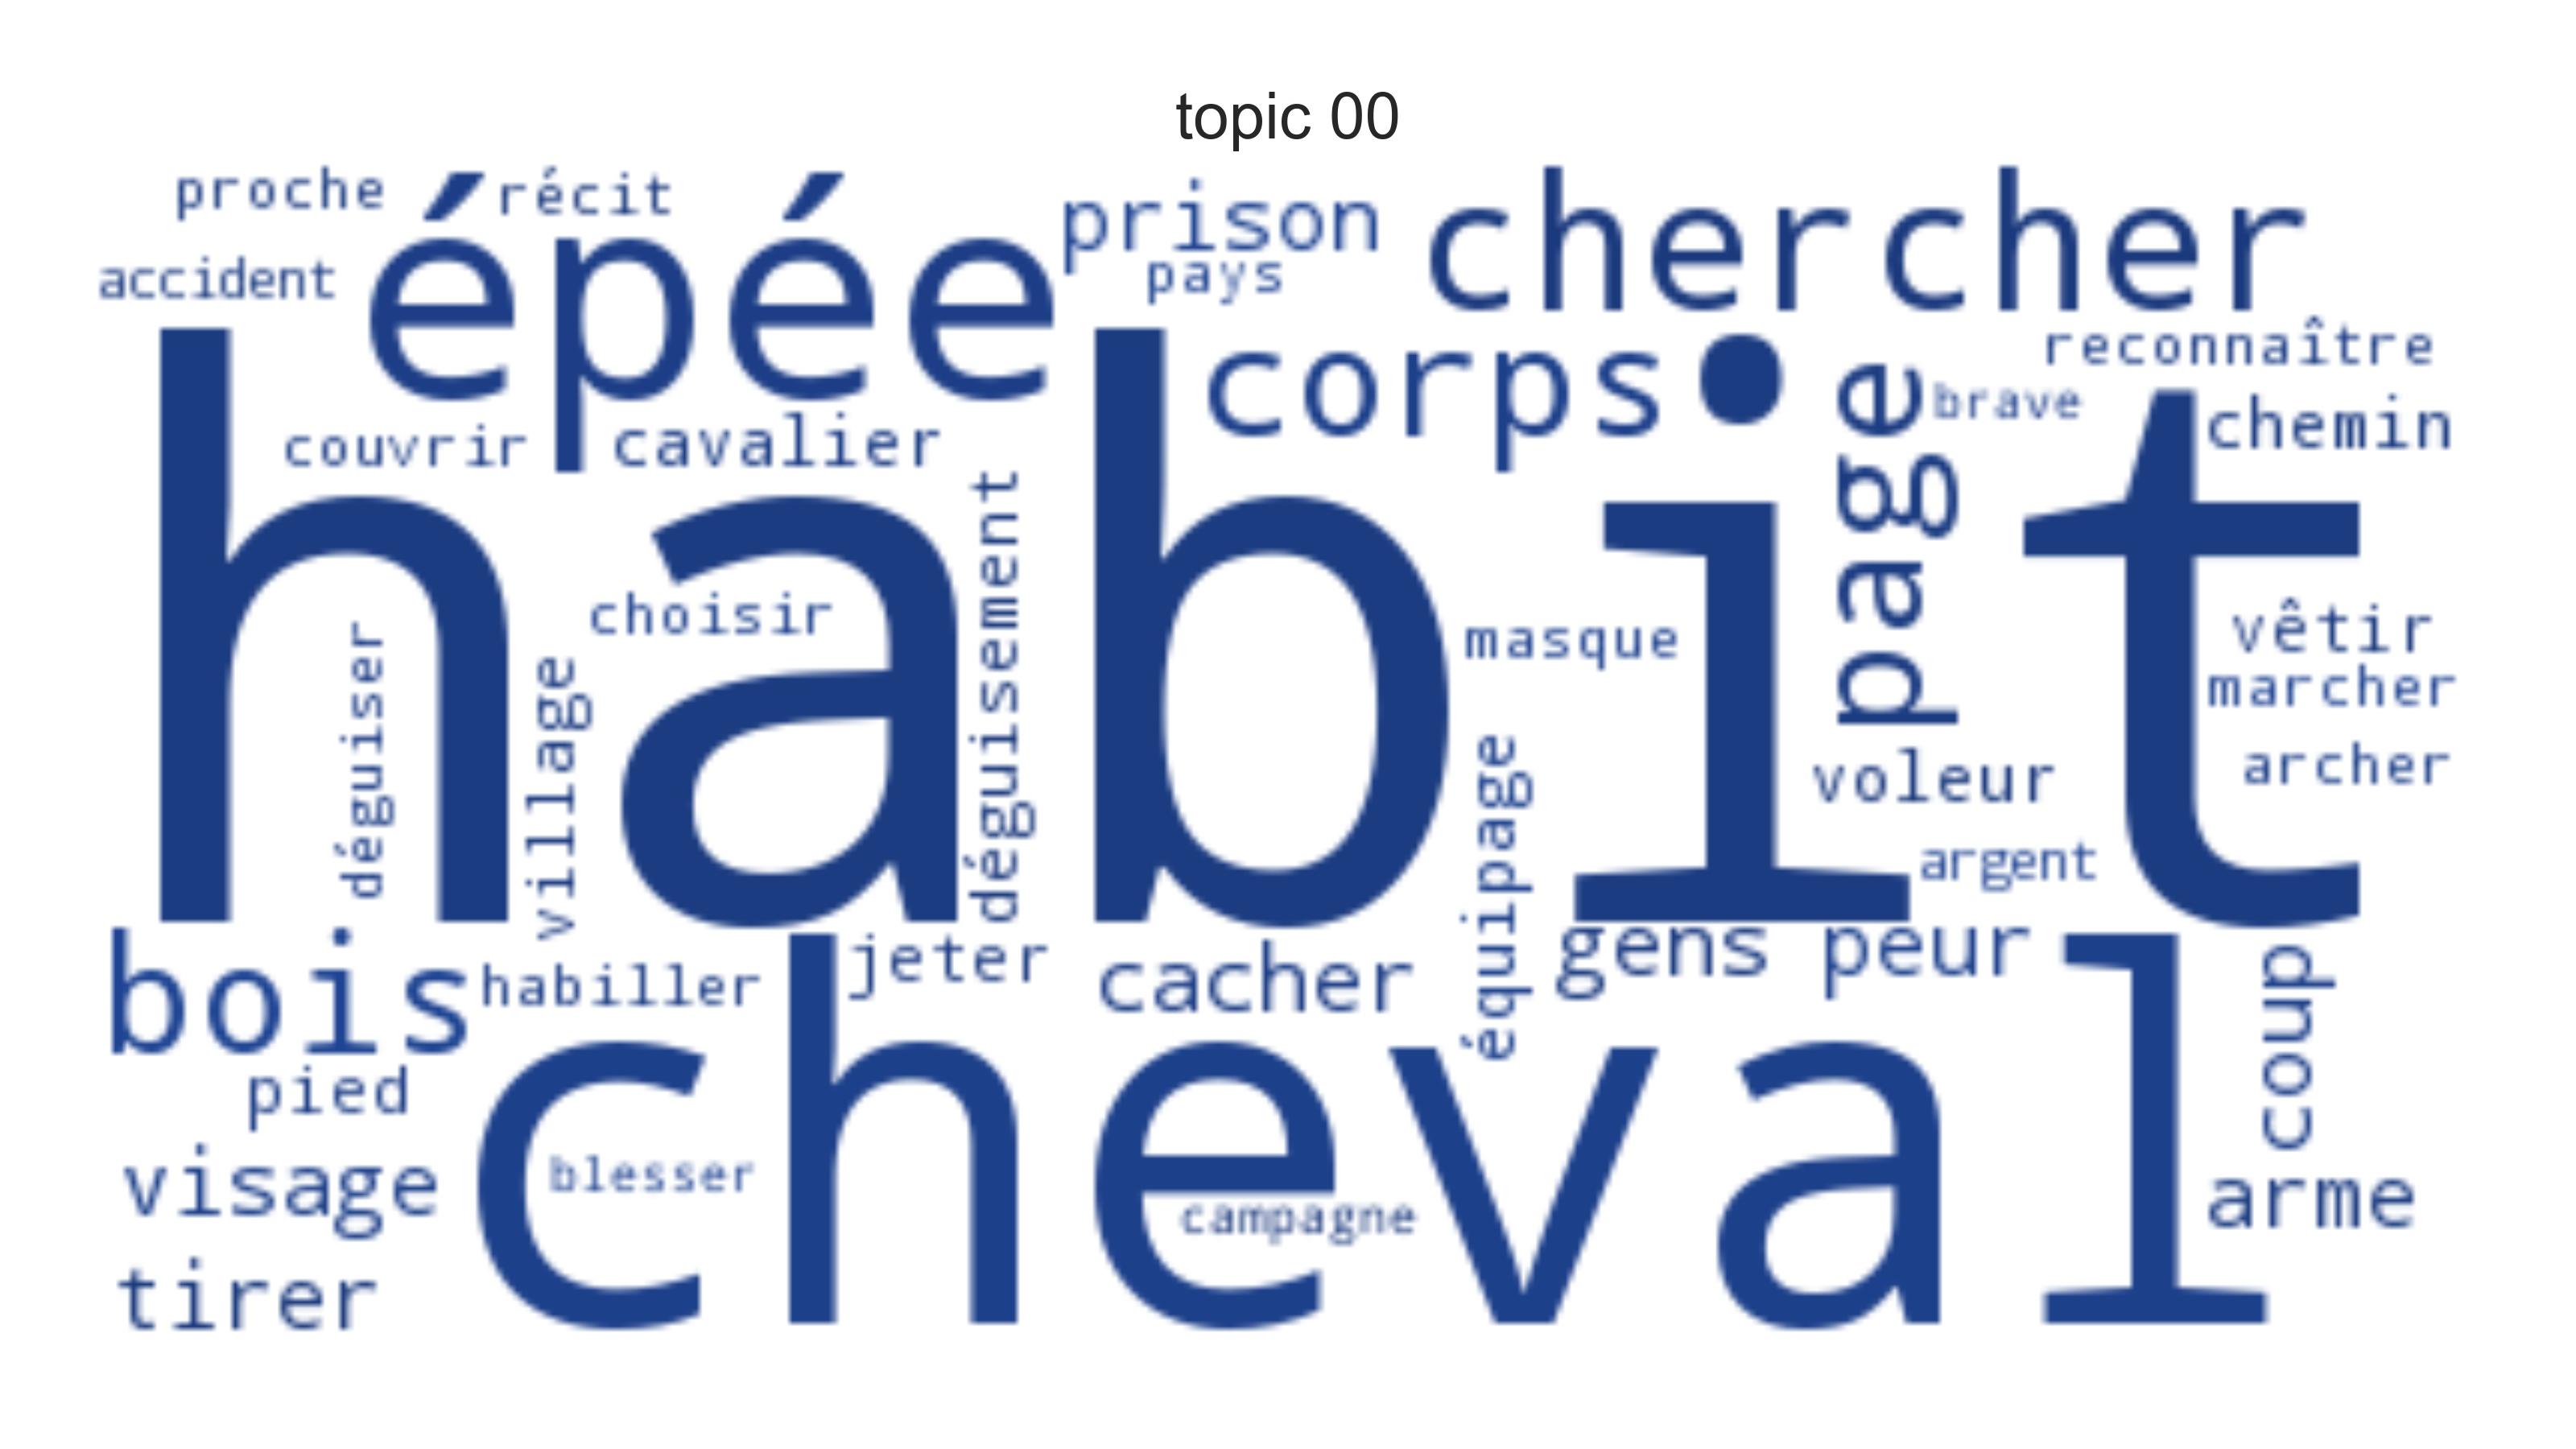 topic 00
proche
récit
épée
prison
chercher
accident
pays
reconnaître
corps
brave
chemin
couvrir
cavalier
habit
page
déguisement
choisir
masque
vêtir
déguiser
village
marcher
voleur
archer
équipage
argent
bois
habiller
jeter
cacher
gens
peur
coup
pied
cheval
visage
blesser
campagne
arme
tirer